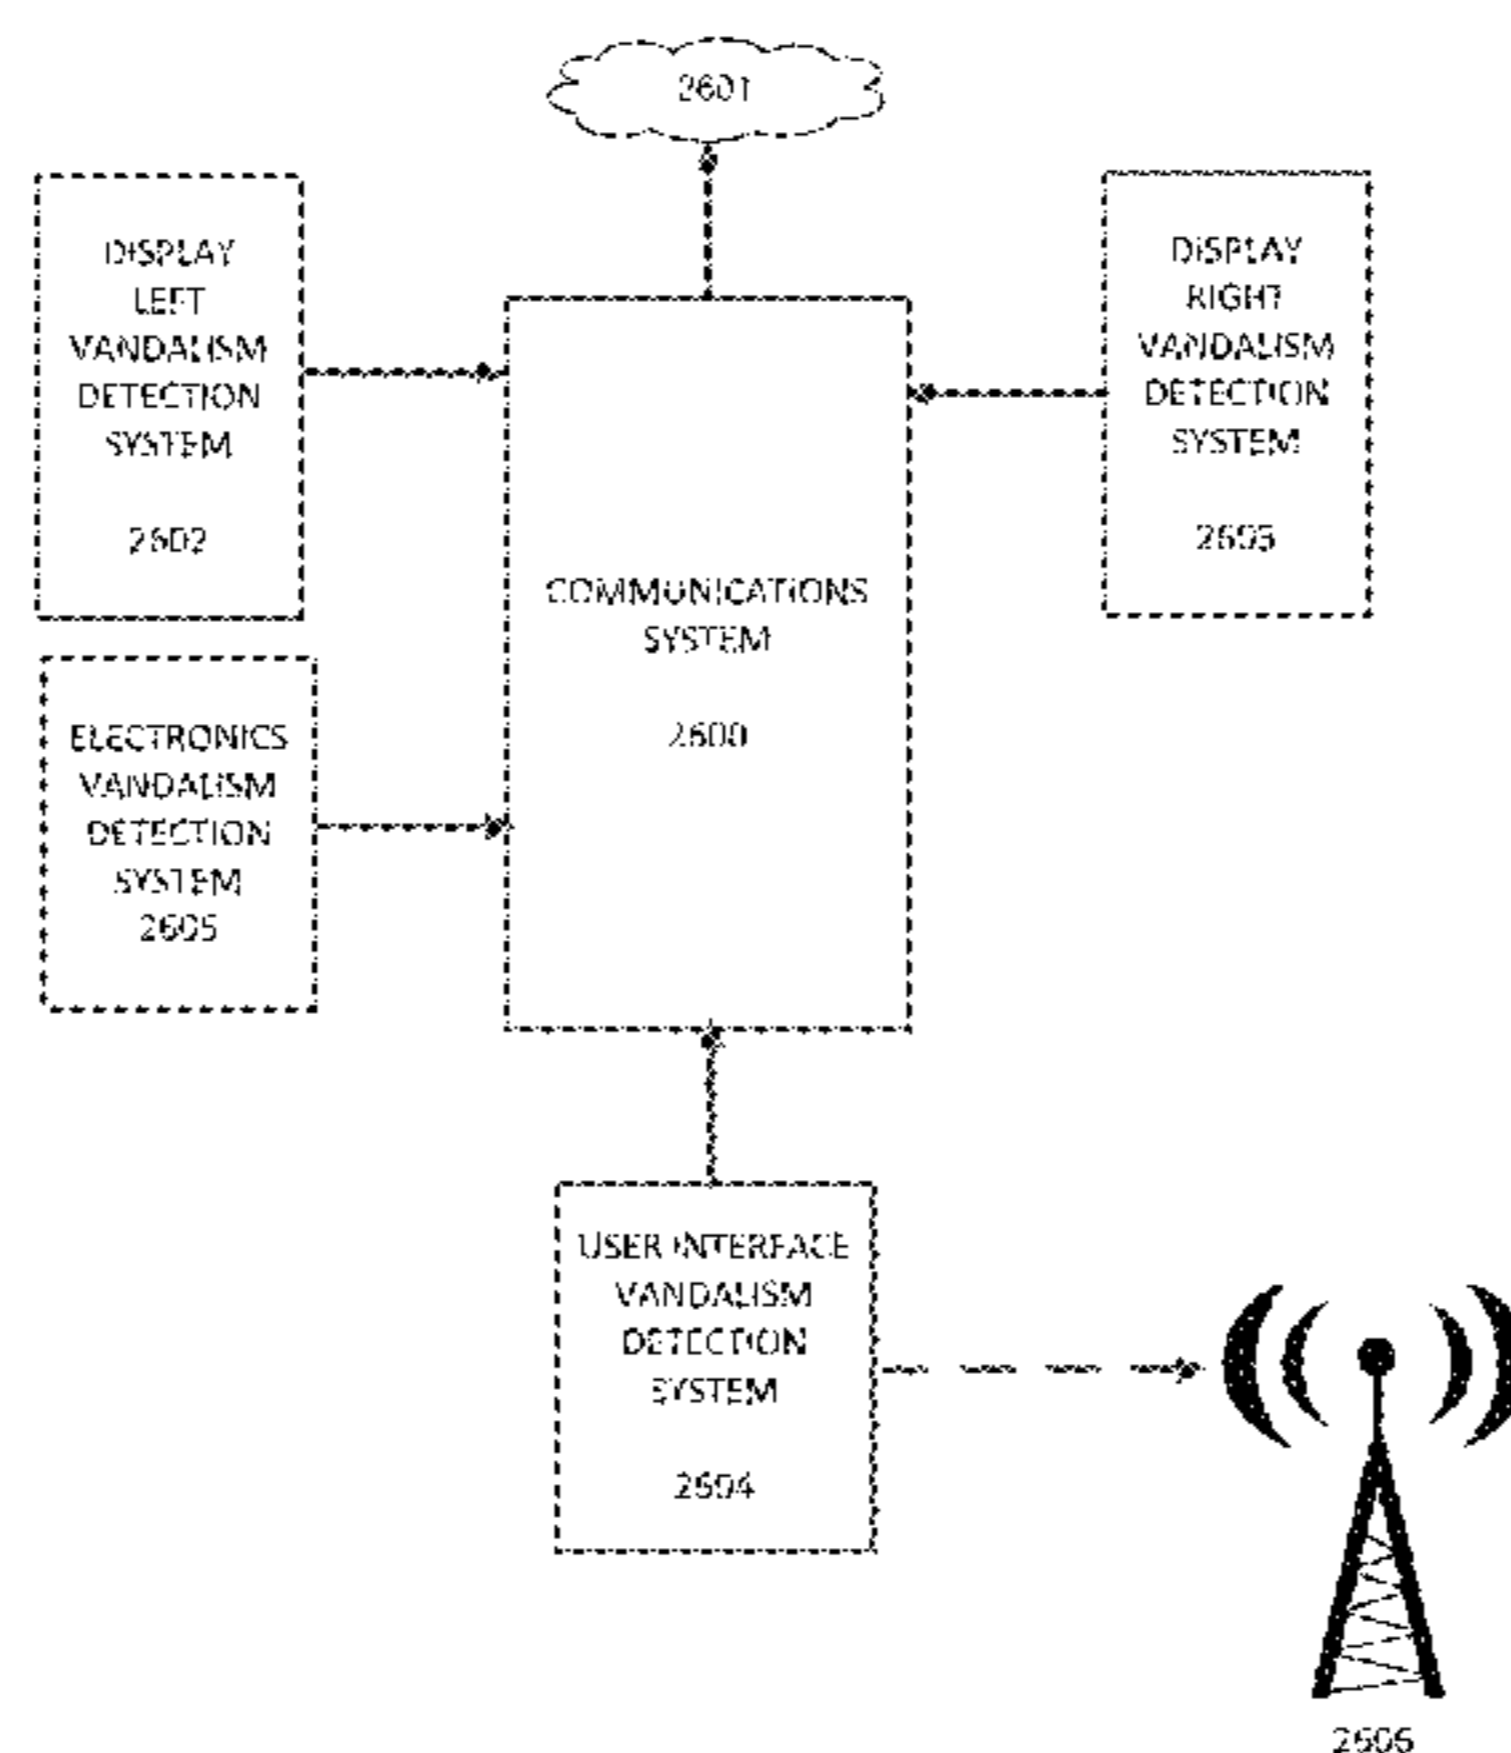 2601
DISPLAY
LEFT
VANDALISM
DETECTION
SYSTEM
2602
DISPLAY
RIGHT
VANDALISM
DETECTION
SYSTEM
2603
COMMUNICATIONS
SYSTEM
2600
ELECTRONICS
VANDALISM
DETECTION
SYSTEM
2605
USER INTERFACE
VANDALISM
DETECTION
SYSTEM
2604
2606